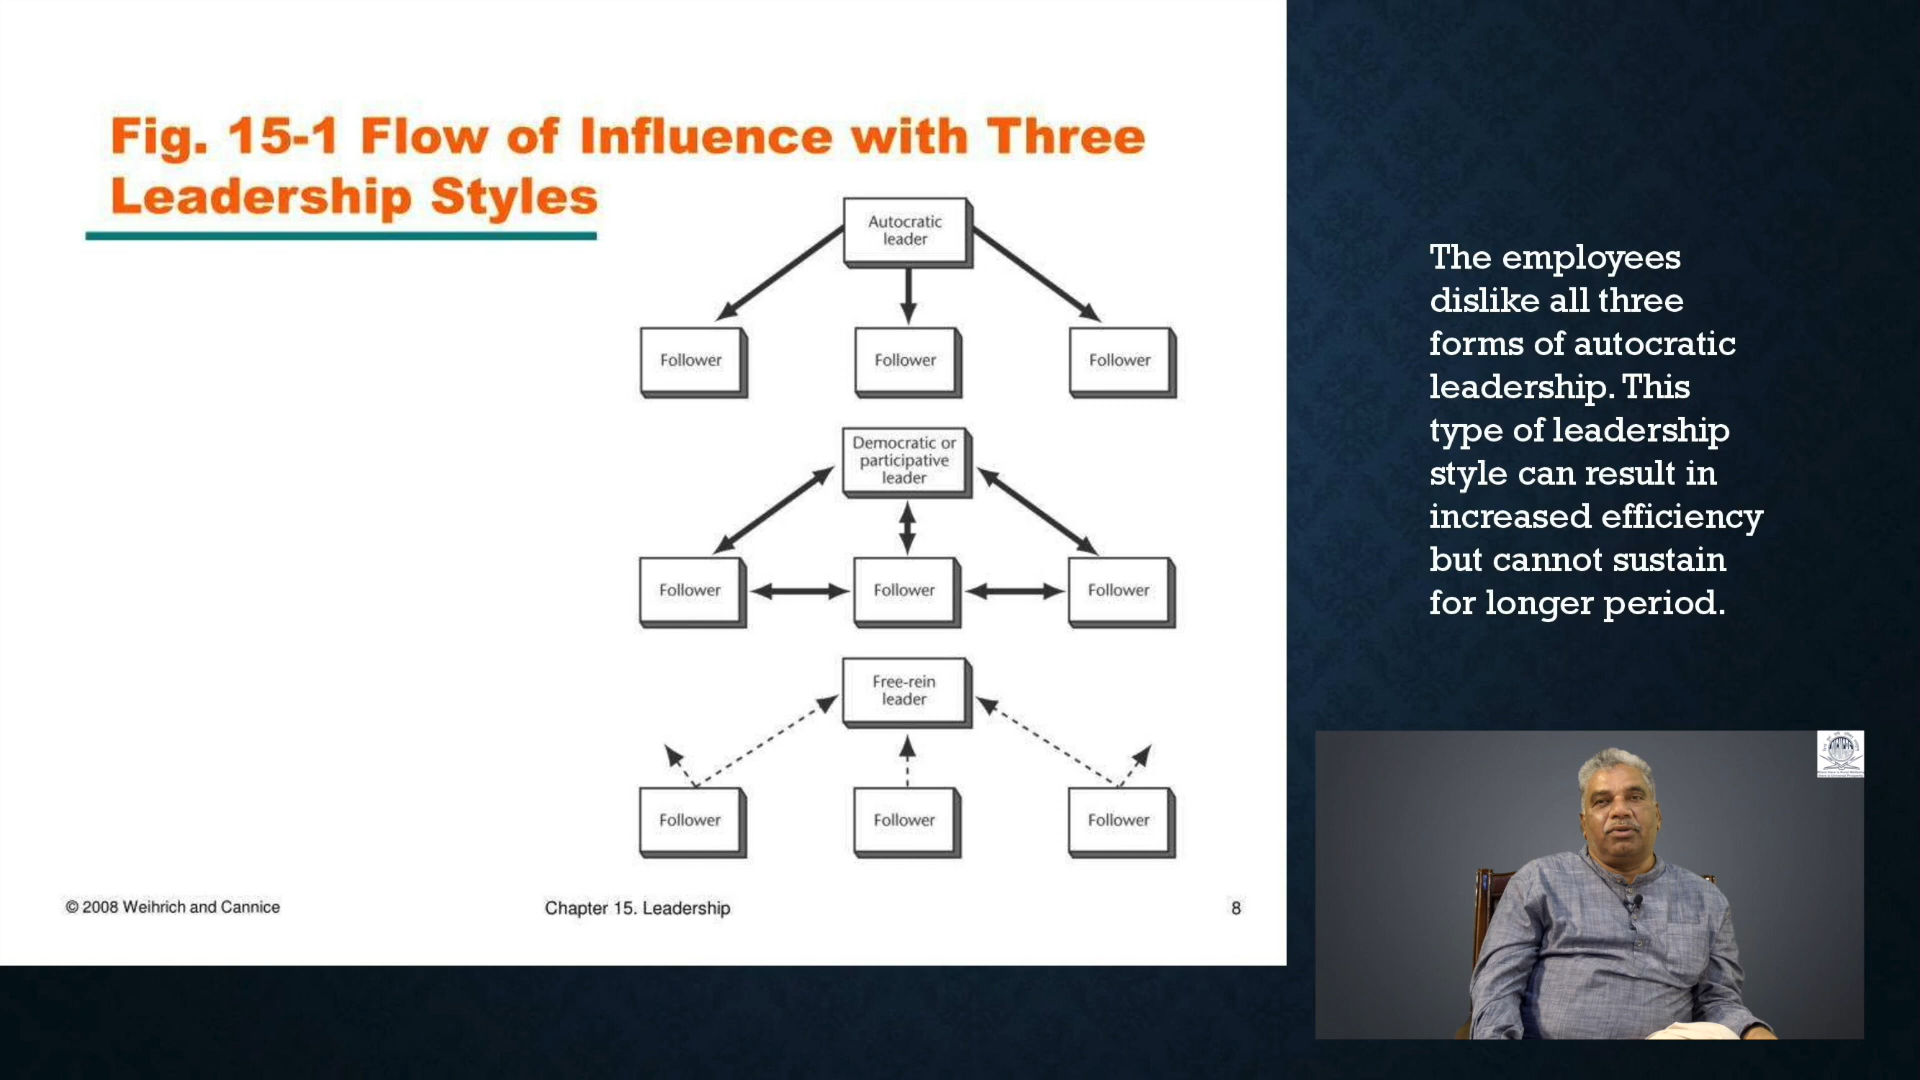 Fig. 15-1 Flow of Influence with Three
Leadership Styles
Autocratic
leader
Follower
Follower
Follower
Democratic or
participative
leader
Follower
Follower
Follower
Free-rein
leader
Follower
Follower
Follower
© 2008 Weihrich and Cannice
Chapter 15. Leadership
8
The employees
dislike all three
forms of autocratic
leadership. This
type of leadership
style can result in
increased efficiency
but cannot sustain
for longer period.